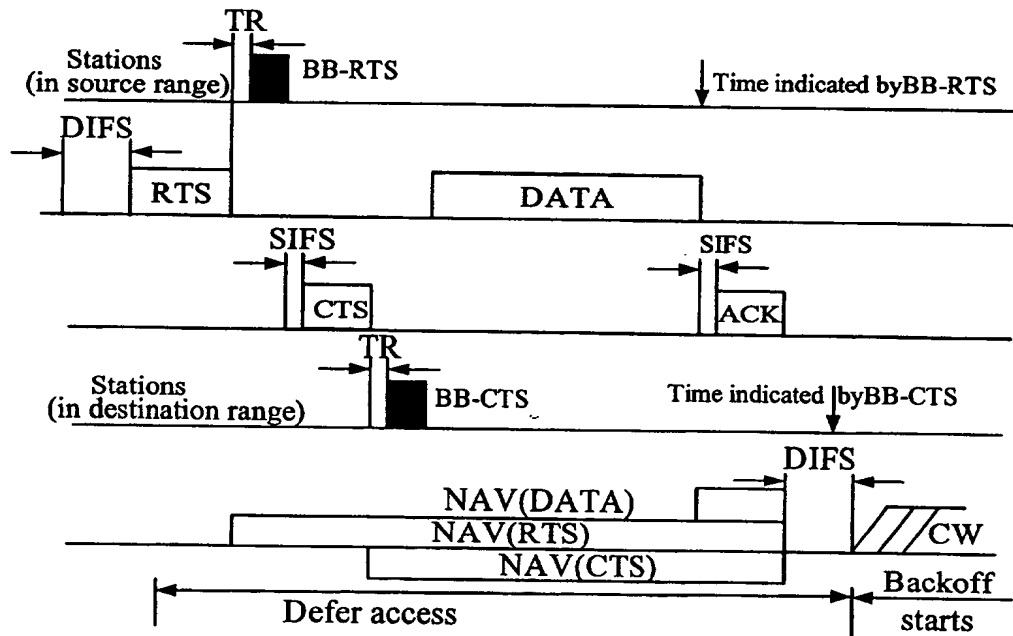 TR
Stations
(in source range)
BB-RTS
Time indicated byBB-RTS
DIFS
RTS
DATA
SIFS
SIFS
CTS
ACK
TR
Stations
(in destination range)
BB-CTS
Time indicated byBB-CTS
DIFS
NAV(DATA)
NAV(RTS)
CW
NAV(CTS)
Defer access
Backoff
starts